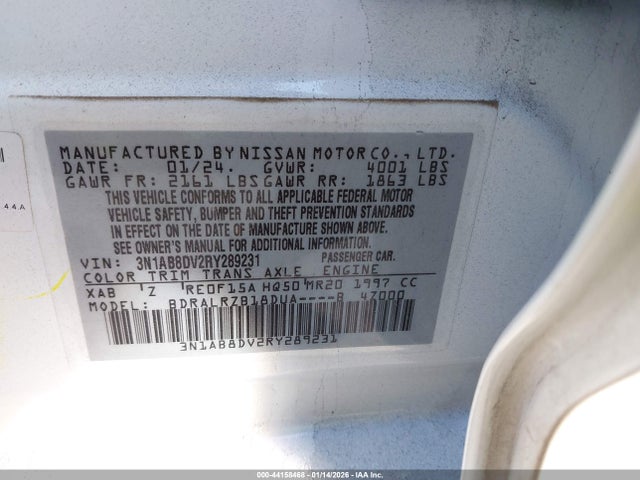 MANUFACTURED BY NISSAN MOTOR CO., LTD.
DATE: 01/24. GVWR: 4001 LBS
GAWR FR: 2161 LBS GAWR RR: 1863 LBS
THIS VEHICLE CONFORMS TO ALL APPLICABLE FEDERAL MOTOR
VEHICLE SAFETY, BUMPER AND THEFT PREVENTION STANDARDS
IN EFFECT ON THE DATE OF MANUFACTURE SHOWN ABOVE.
SEE OWNER'S MANUAL FOR ADDITIONAL INFORMATION.
VIN: 3N1AB8DV2RY289231 PASSENGER CAR.
COLOR TRIM TRANS AXLE ENGINE
XAB Z RE0F15A HQ50 MR20 1997 CC
MODEL: BDRALRZB18DUA----B 47000
3N1AB8DV2RY289231
44A
000-44158468 - 01/14/2026 - © IAA Inc.